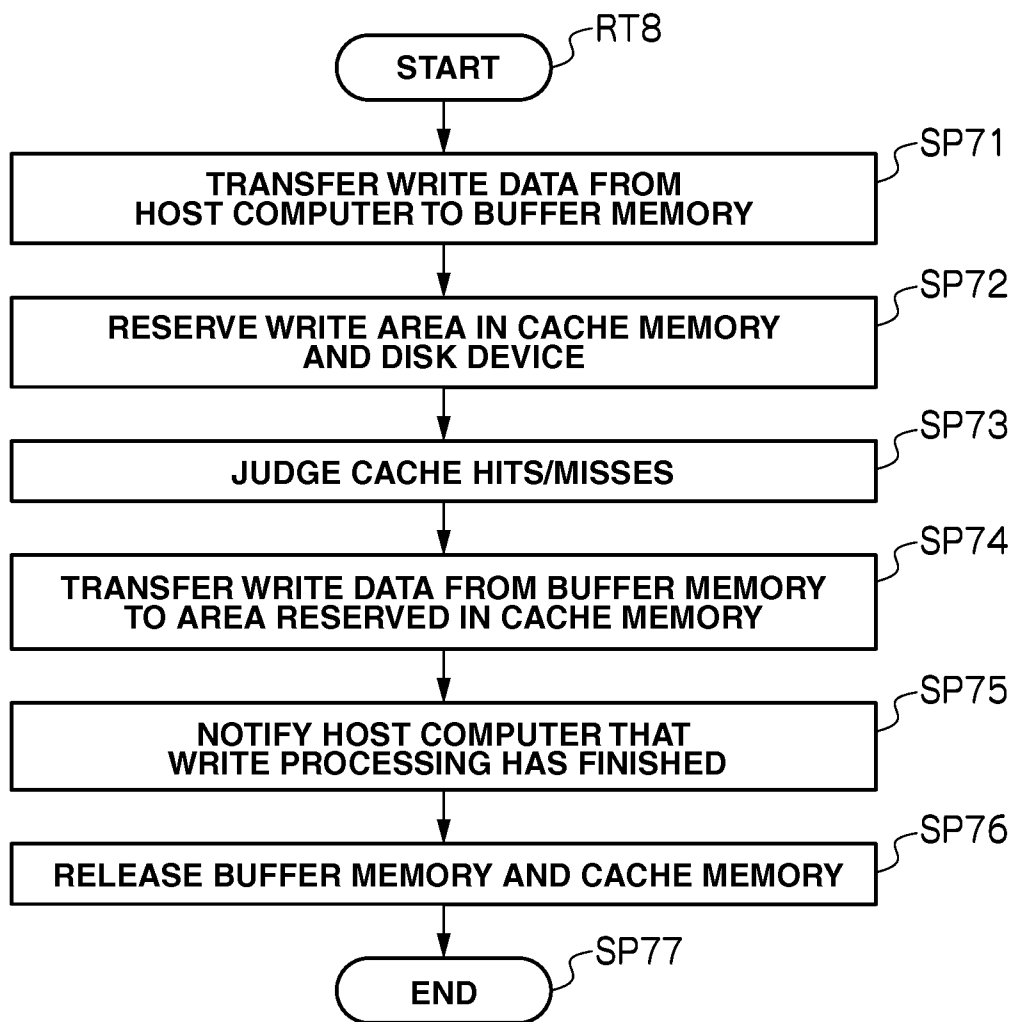 RT8
START
SP71
TRANSFER WRITE DATA FROM
HOST COMPUTER TO BUFFER MEMORY
SP72
RESERVE WRITE AREA IN CACHE MEMORY
AND DISK DEVICE
SP73
JUDGE CACHE HITS/MISSES
SP74
TRANSFER WRITE DATA FROM BUFFER MEMORY
TO AREA RESERVED IN CACHE MEMORY
SP75
NOTIFY HOST COMPUTER THAT
WRITE PROCESSING HAS FINISHED
SP76
RELEASE BUFFER MEMORY AND CACHE MEMORY
SP77
END